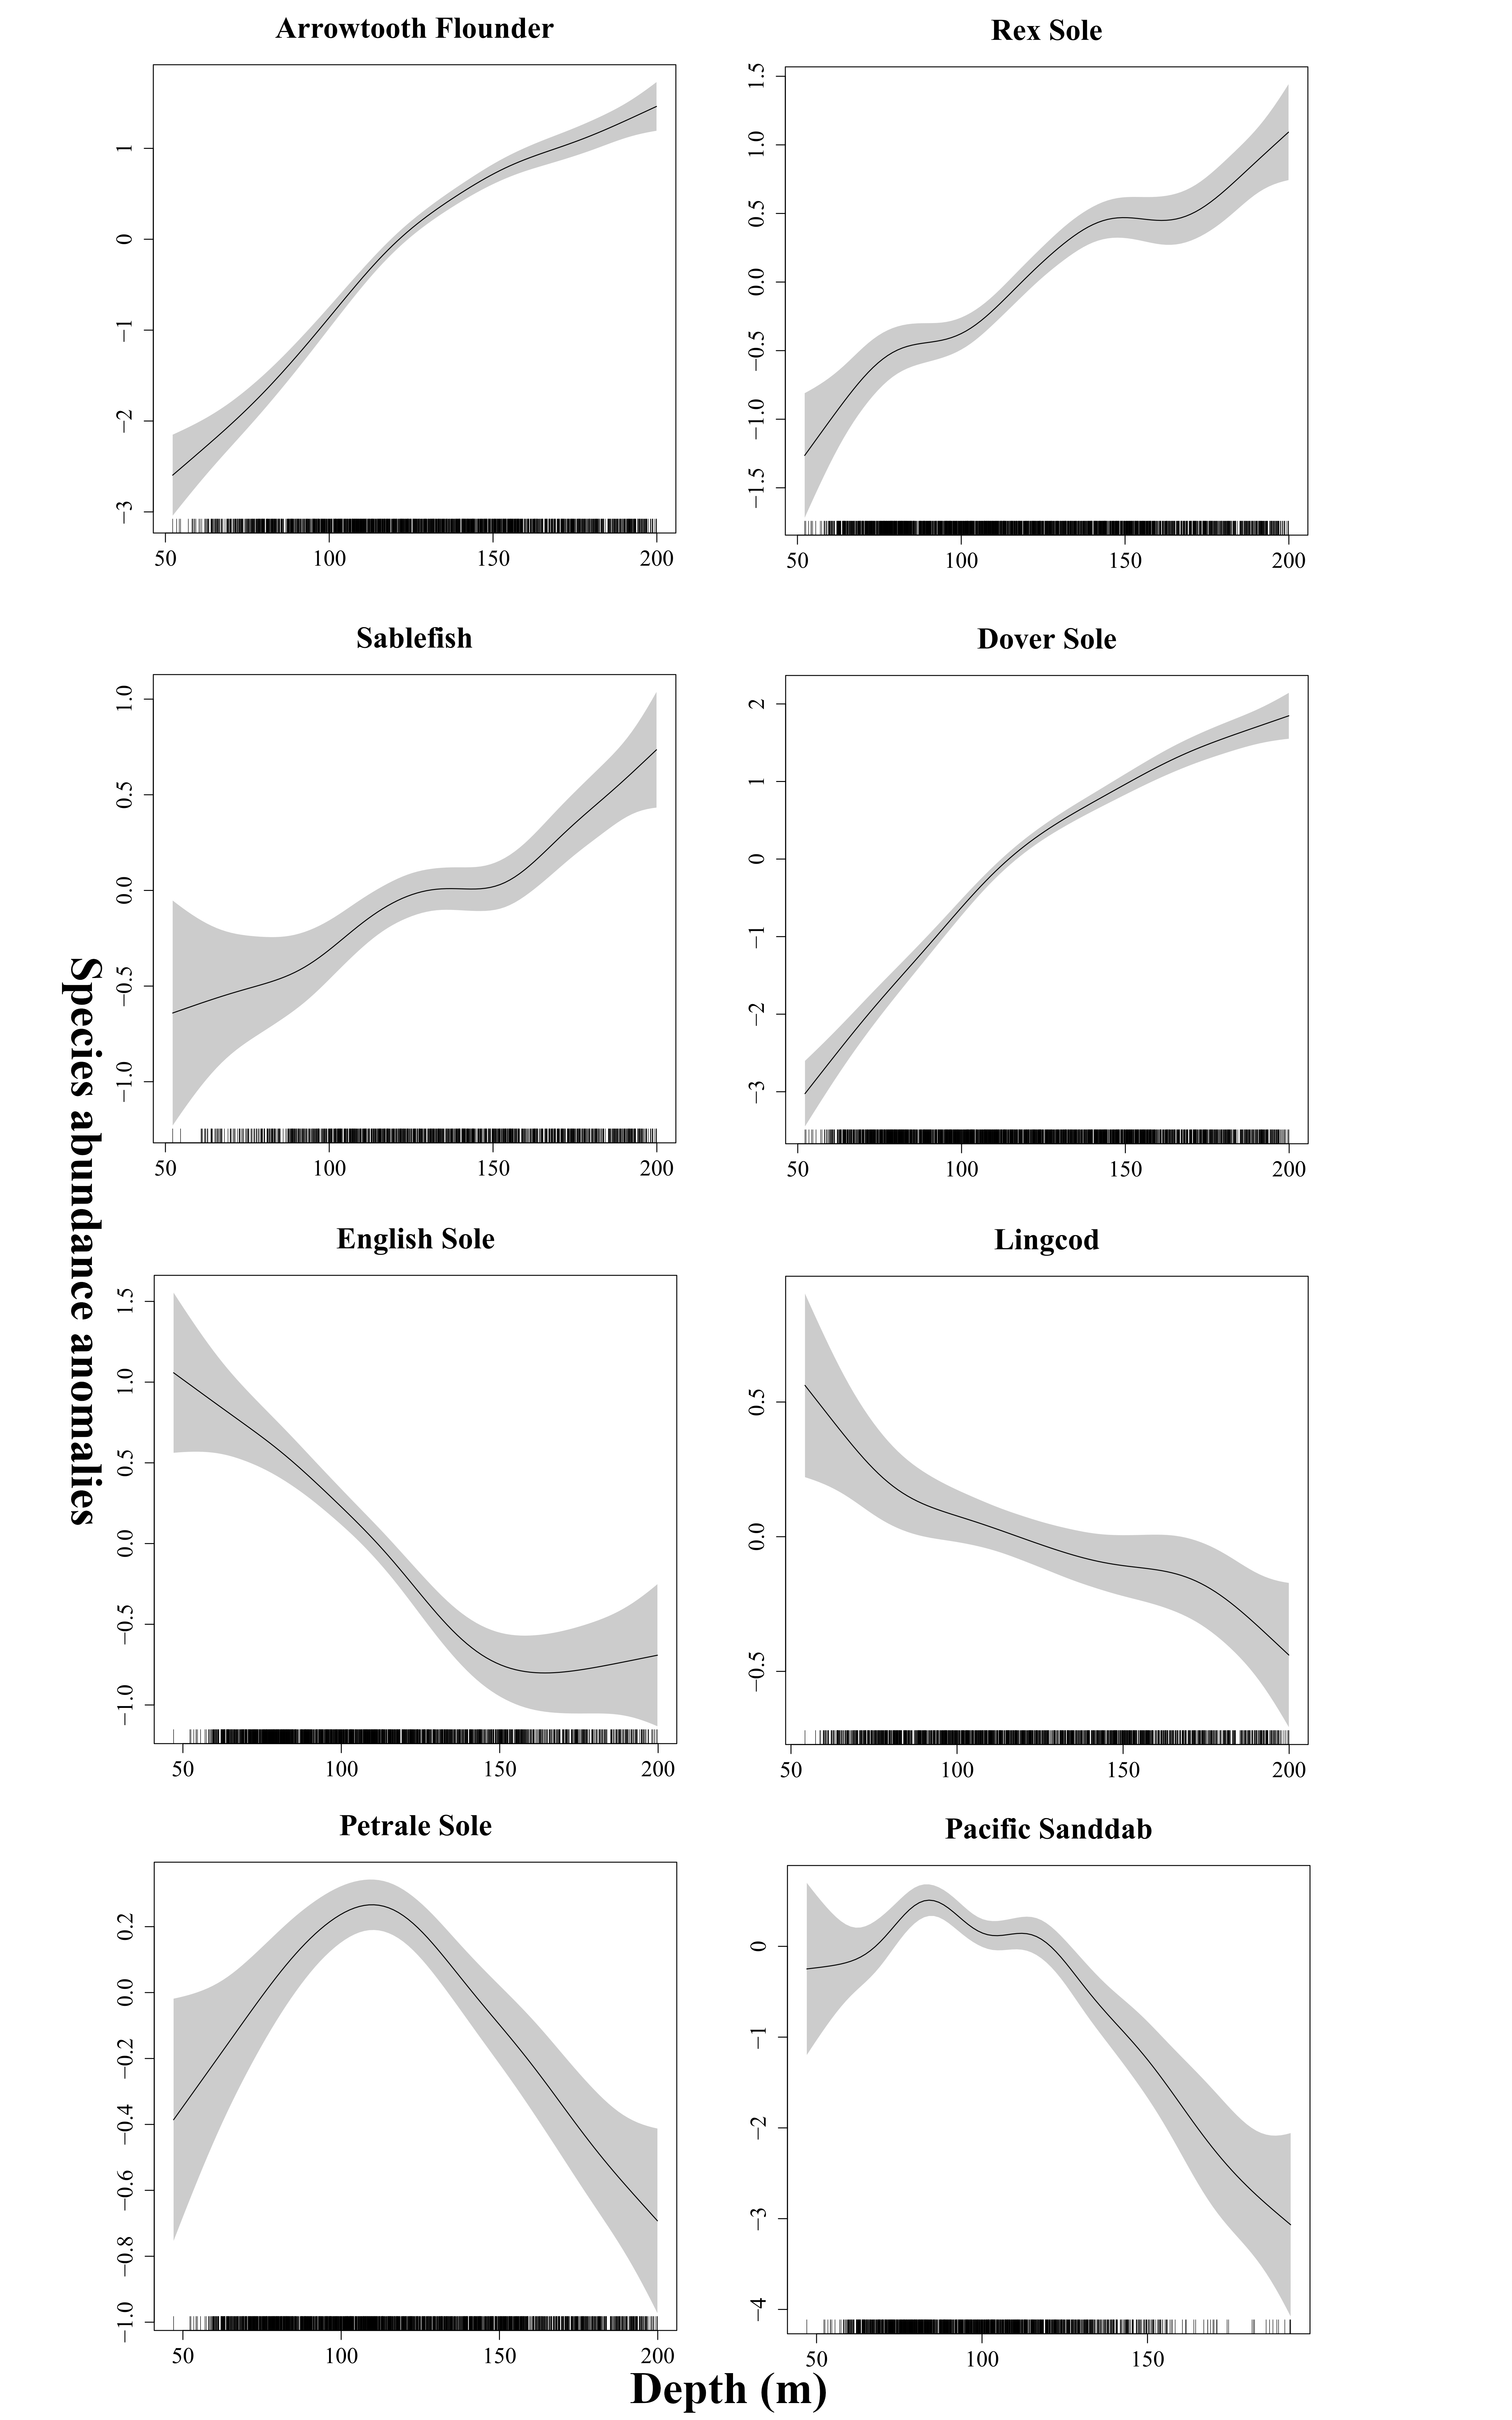 Arrowtooth Flounder
1
0
−1
−2
−3
50 100 150 200
Rex Sole
1.5
1.0
0.5
0.0
−0.5
−1.0
−1.5
50 100 150 200
Sablefish
1.0
0.5
0.0
−0.5
−1.0
50 100 150 200
Dover Sole
2
1
0
−1
−2
−3
50 100 150 200
Species abundance anomalies
English Sole
1.5
1.0
0.5
0.0
−0.5
−1.0
50 100 150 200
Lingcod
0.5
0.0
−0.5
50 100 150 200
Petrale Sole
0.2
0.0
−0.2
−0.4
−0.6
−0.8
−1.0
50 100 150 200
Pacific Sanddab
0
−1
−2
−3
−4
50 100 150
Depth (m)